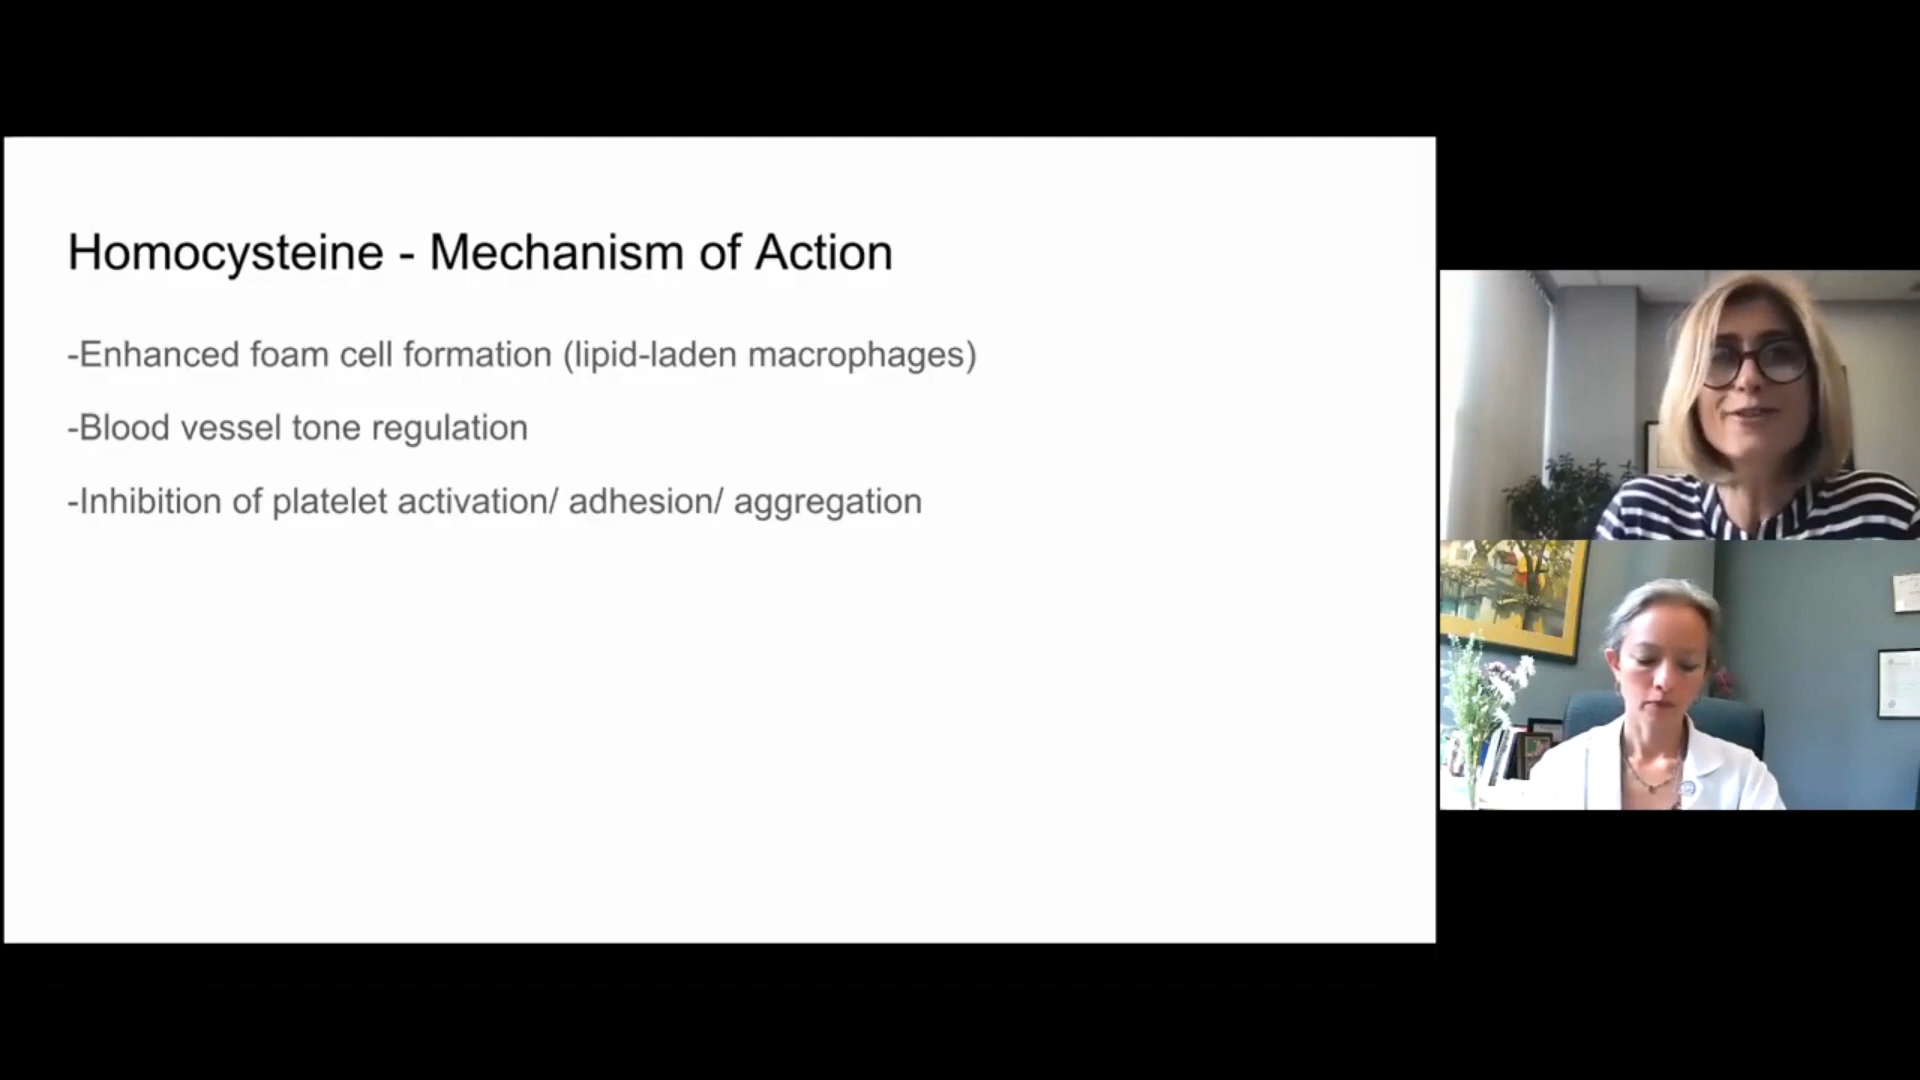 Homocysteine - Mechanism of Action
-Enhanced foam cell formation (lipid-laden macrophages)
-Blood vessel tone regulation
-Inhibition of platelet activation/ adhesion/ aggregation